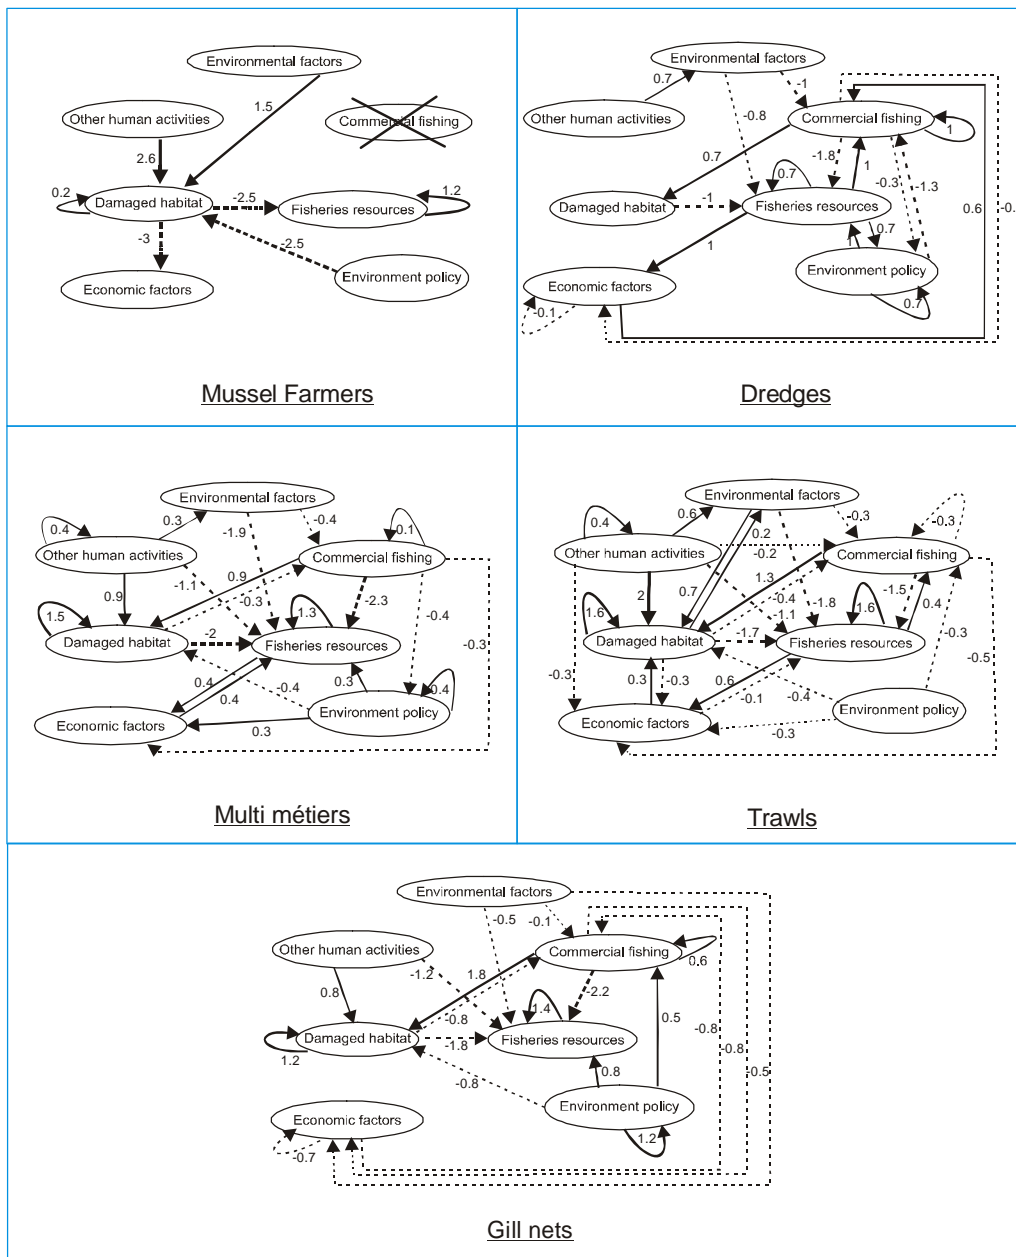 Environmental factors
1.5
Other human activities
Commercial fishing
2.6
0.2
Damaged habitat
-2.5
1.2
Fisheries resources
-3
-2.5
Environment policy
Economic factors
Mussel Farmers
0.7
Environmental factors
-1
Other human activities
-0.8
Commercial fishing
1
0.7
-1.8
1
-0.3
-1.3
0.7
Damaged habitat
-1
Fisheries resources
0.6
-0.
1
1
0.7
Environment policy
Economic factors
-0.1
0.7
Dredges
Environmental factors
0.4
0.3
-0.4
0.1
-1.9
Other human activities
Commercial fishing
-1.1
0.9
0.9
-0.3
-2.3
-0.4
1.5
1.3
-0.3
Damaged habitat
-2
Fisheries resources
0.4
0.4
-0.4
0.3
0.4
Environment policy
Economic factors
0.3
Multi métiers
Environmental factors
0.4
0.6
0.2
-0.3
-0.3
Other human activities
-0.2
Commercial fishing
1.3
0.7
-0.4
-1.5
1.6
2
-1.1
-1.8
1.6
0.4
Damaged habitat
-1.7
Fisheries resources
-0.3
-0.3
-0.5
0.3
-0.3
0.6
-0.1
-0.4
Environment policy
Economic factors
-0.3
Trawls
Environmental factors
-0.5
-0.1
Other human activities
Commercial fishing
0.6
-1.2
1.8
0.8
-2.2
1.4
-0.8
0.5
-0.8
Damaged habitat
-1.8
Fisheries resources
-0.8
1.2
-0.5
-0.8
0.8
Environment policy
Economic factors
1.2
-0.7
Gill nets